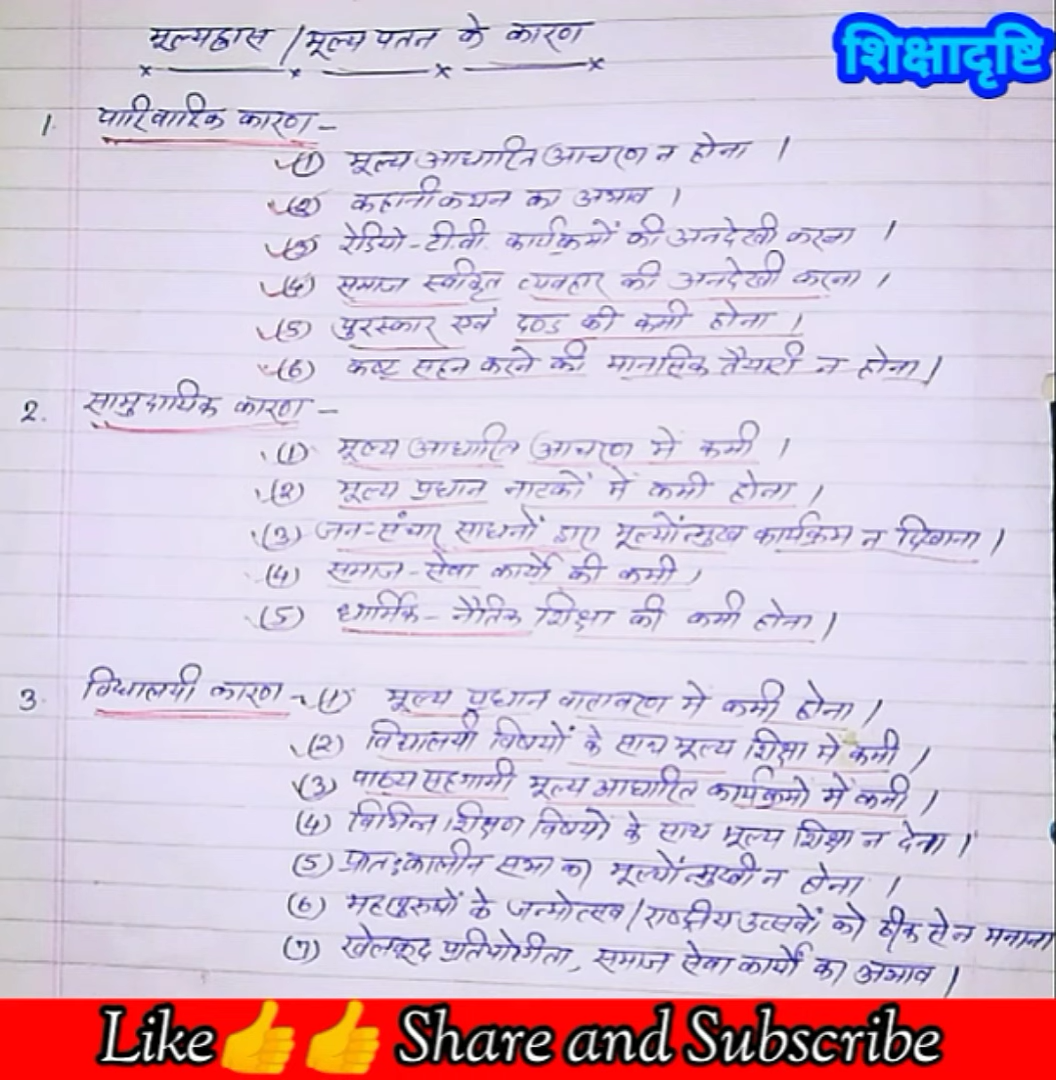 मूल्यह्रास / मूल्य पतन के कारण
शिक्षादृष्टि
1. पारिवारिक कारण -
(1) मूल्य आधारित आचरण न होना ।
(2) कहानी कथन का अभाव ।
(3) रेडियो - टी.वी. कार्यक्रमों की अनदेखी करना ।
(4) समाज स्वीकृत व्यवहार की अनदेखी करना ।
(5) पुरस्कार एवं दण्ड की कमी होना ।
(6) कष्ट सहन करने की मानसिक तैयारी न होना ।
2. सामुदायिक कारण -
(1) मूल्य आधारित आचरण में कमी ।
(2) मूल्य प्रधान नाटकों में कमी होना ।
(3) जन-संचार साधनों द्वारा मूल्योंन्मुख कार्यक्रम न दिखाना ।
(4) समाज - सेवा कार्यों की कमी ।
(5) धार्मिक - नैतिक शिक्षा की कमी होना ।
3. विद्यालयी कारण - (1) मूल्य प्रधान वातावरण में कमी होना ।
(2) विद्यालयी विषयों के साथ मूल्य शिक्षा में कमी ।
(3) पाठ्य सहगामी मूल्य आधारित कार्यक्रमों में कमी ।
(4) विभिन्न शिक्षण विषयों के साथ मूल्य शिक्षा न देना ।
(5) प्रातःकालीन सभा का मूल्योंन्मुखी न होना ।
(6) महापुरुषों के जन्मोत्सव / राष्ट्रीय उत्सवों को ठीक से न मनाना
(7) खेलकूद प्रतियोगीता, समाज सेवा कार्यों का अभाव ।
Like 👍👍 Share and Subscribe